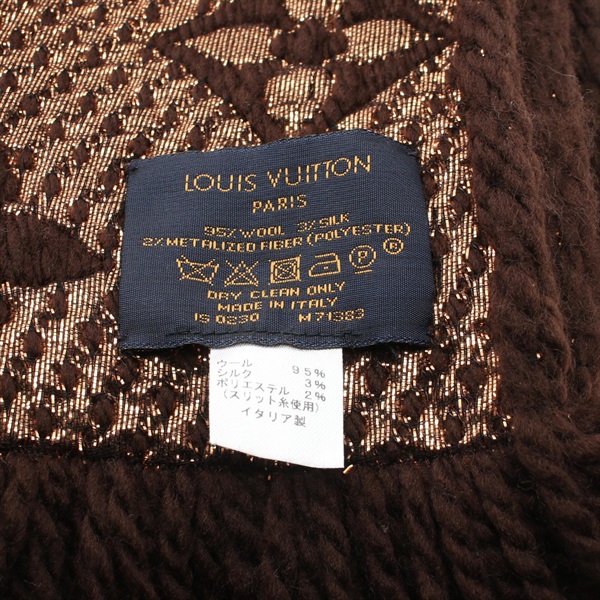 LOUIS VUITTON
PARIS
95% WOOL 3% SILK
2% METALIZED FIBER (POLYESTER)
P
DRY CLEAN ONLY
MADE IN ITALY
IS 0230 M71383
ウール 95%
シルク 3%
ポリエステル 2%
(スリット糸使用)
イタリア製